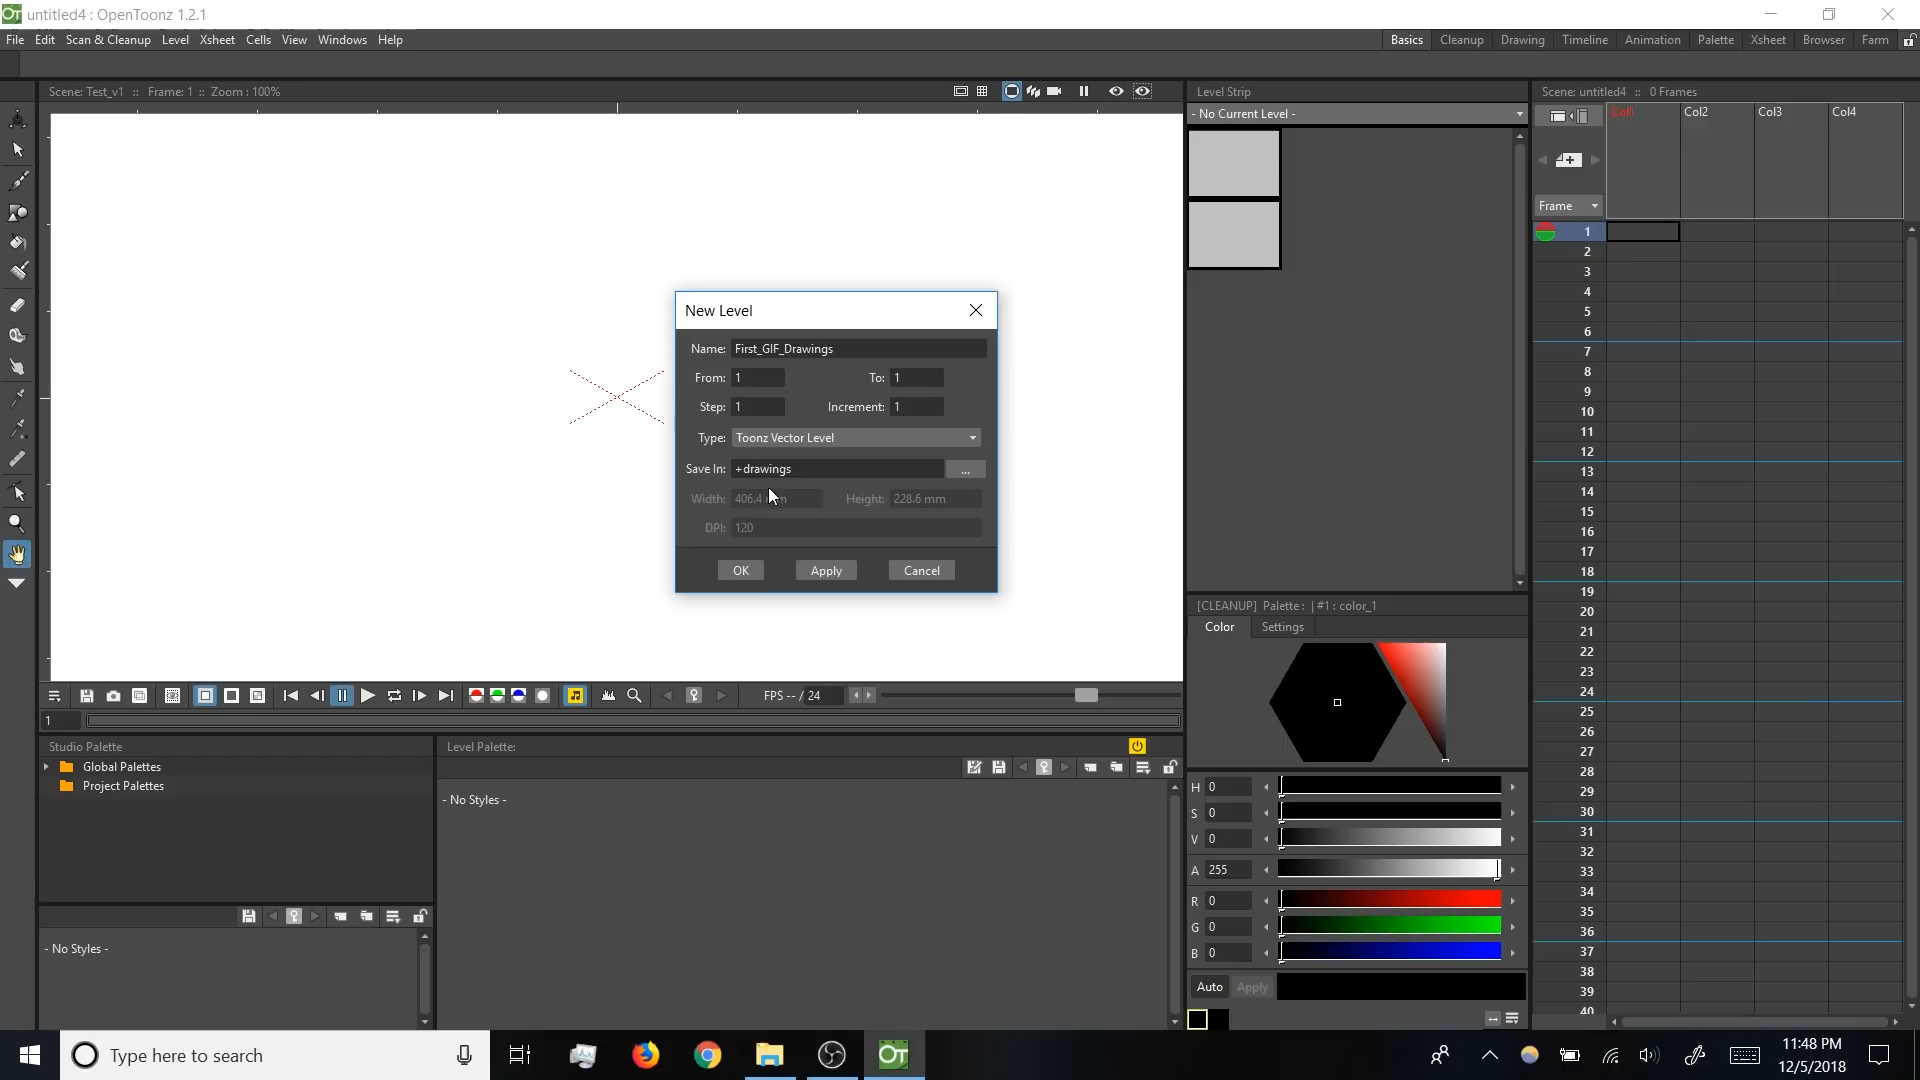 untitled4 : OpenToonz 1.2.1
File Edit Scan & Cleanup Level Xsheet Cells View Windows Help
Basics Cleanup Drawing Timeline Animation Palette Xsheet Browser Farm
Scene: Test_v1 :: Frame: 1 :: Zoom : 100%
Level Strip
- No Current Level -
Scene: untitled4 :: 0 Frames
Col1 Col2 Col3 Col4
Frame
1
2
3
4
5
6
7
8
9
10
11
12
13
14
15
16
17
18
19
20
21
22
23
24
25
26
27
28
29
30
31
32
33
34
35
36
37
38
39
40
New Level
Name: First_GIF_Drawings
From: 1 To: 1
Step: 1 Increment: 1
Type: Toonz Vector Level
Save In: +drawings ...
Width: 406.4 Height: 228.6 mm
DPI: 120
OK Apply Cancel
[CLEANUP] Palette : | #1 : color_1
Color Settings
FPS -- / 24
1
Studio Palette
Global Palettes
Project Palettes
- No Styles -
Level Palette:
- No Styles -
H 0
S 0
V 0
A 255
R 0
G 0
B 0
Auto Apply
Type here to search
OT
11:48 PM
12/5/2018